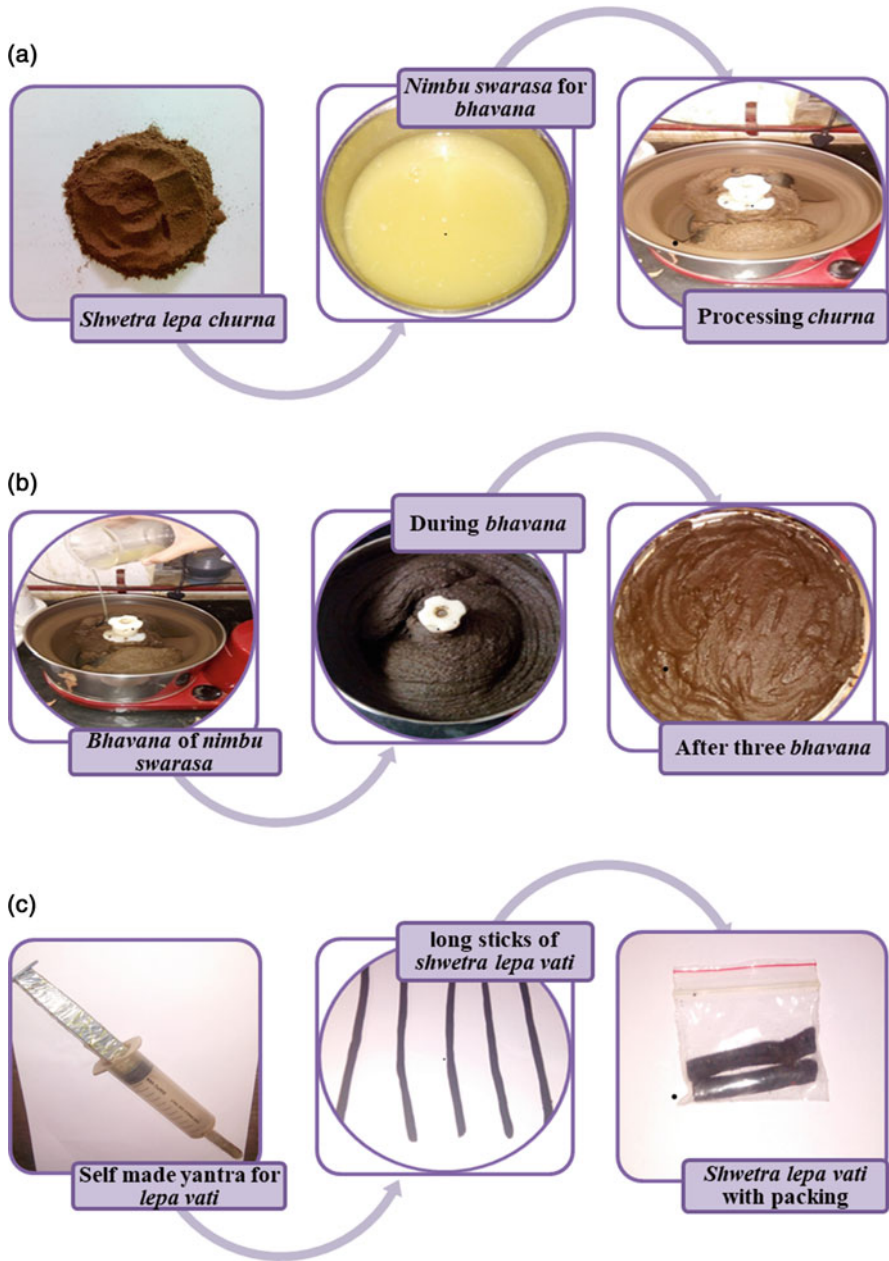 (a)
Shwetra lepa churna
Nimbu swarasa for
bhavana
Processing churna
(b)
Bhavana of nimbu
swarasa
During bhavana
After three bhavana
(c)
Self made yantra for
lepa vati
long sticks of
shwetra lepa vati
Shwetra lepa vati
with packing